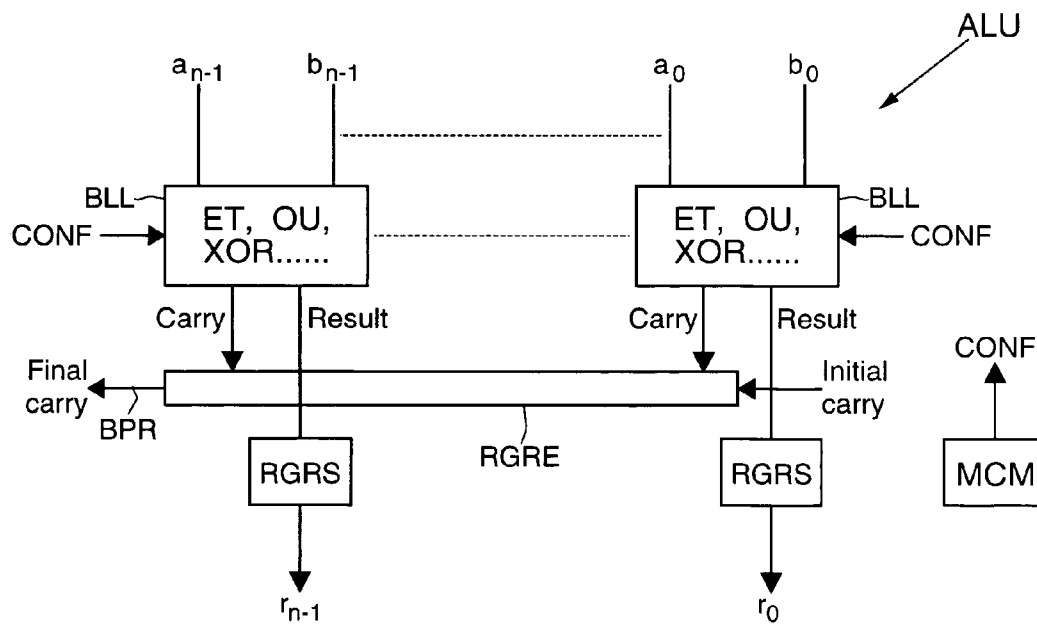 ALU
a_{n-1} b_{n-1} a_0 b_0
BLL BLL
CONF ET, OU, XOR...... ET, OU, XOR...... CONF
Carry Result Carry Result
CONF
Final carry Initial carry
BPR
RGRE
RGRS RGRS MCM
r_{n-1} r_0